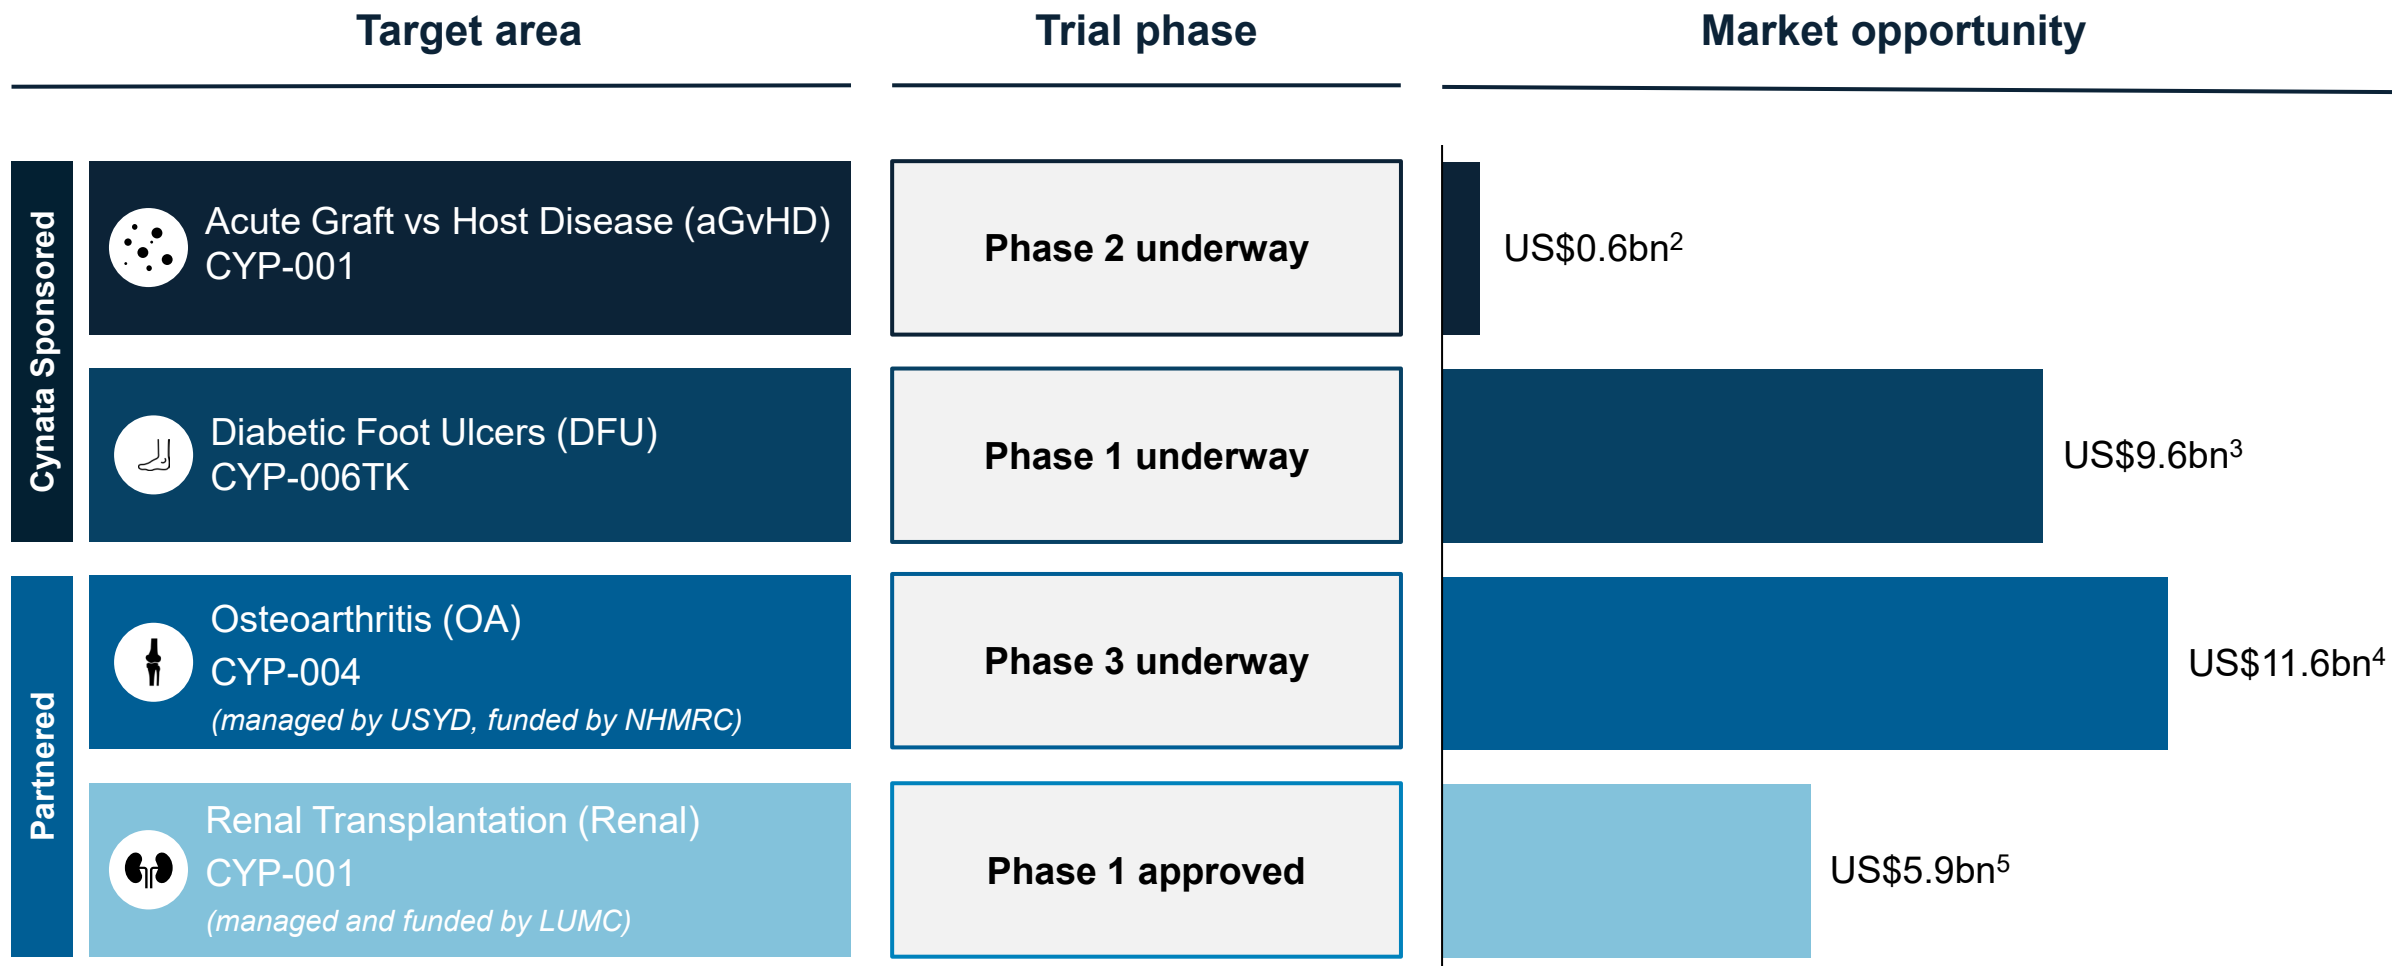 Target area
Trial phase
Market opportunity
Cynata Sponsored
Acute Graft vs Host Disease (aGvHD)
CYP-001
Phase 2 underway
US$0.6bn²
Diabetic Foot Ulcers (DFU)
CYP-006TK
Phase 1 underway
US$9.6bn³
Partnered
Osteoarthritis (OA)
CYP-004
(managed by USYD, funded by NHMRC)
Phase 3 underway
US$11.6bn⁴
Renal Transplantation (Renal)
CYP-001
(managed and funded by LUMC)
Phase 1 approved
US$5.9bn⁵